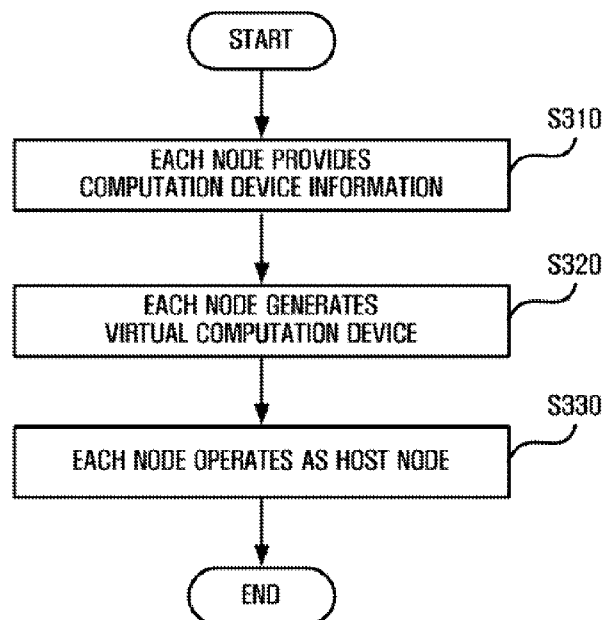 START
S310
EACH NODE PROVIDES
COMPUTATION DEVICE INFORMATION
S320
EACH NODE GENERATES
VIRTUAL COMPUTATION DEVICE
S330
EACH NODE OPERATES AS HOST NODE
END